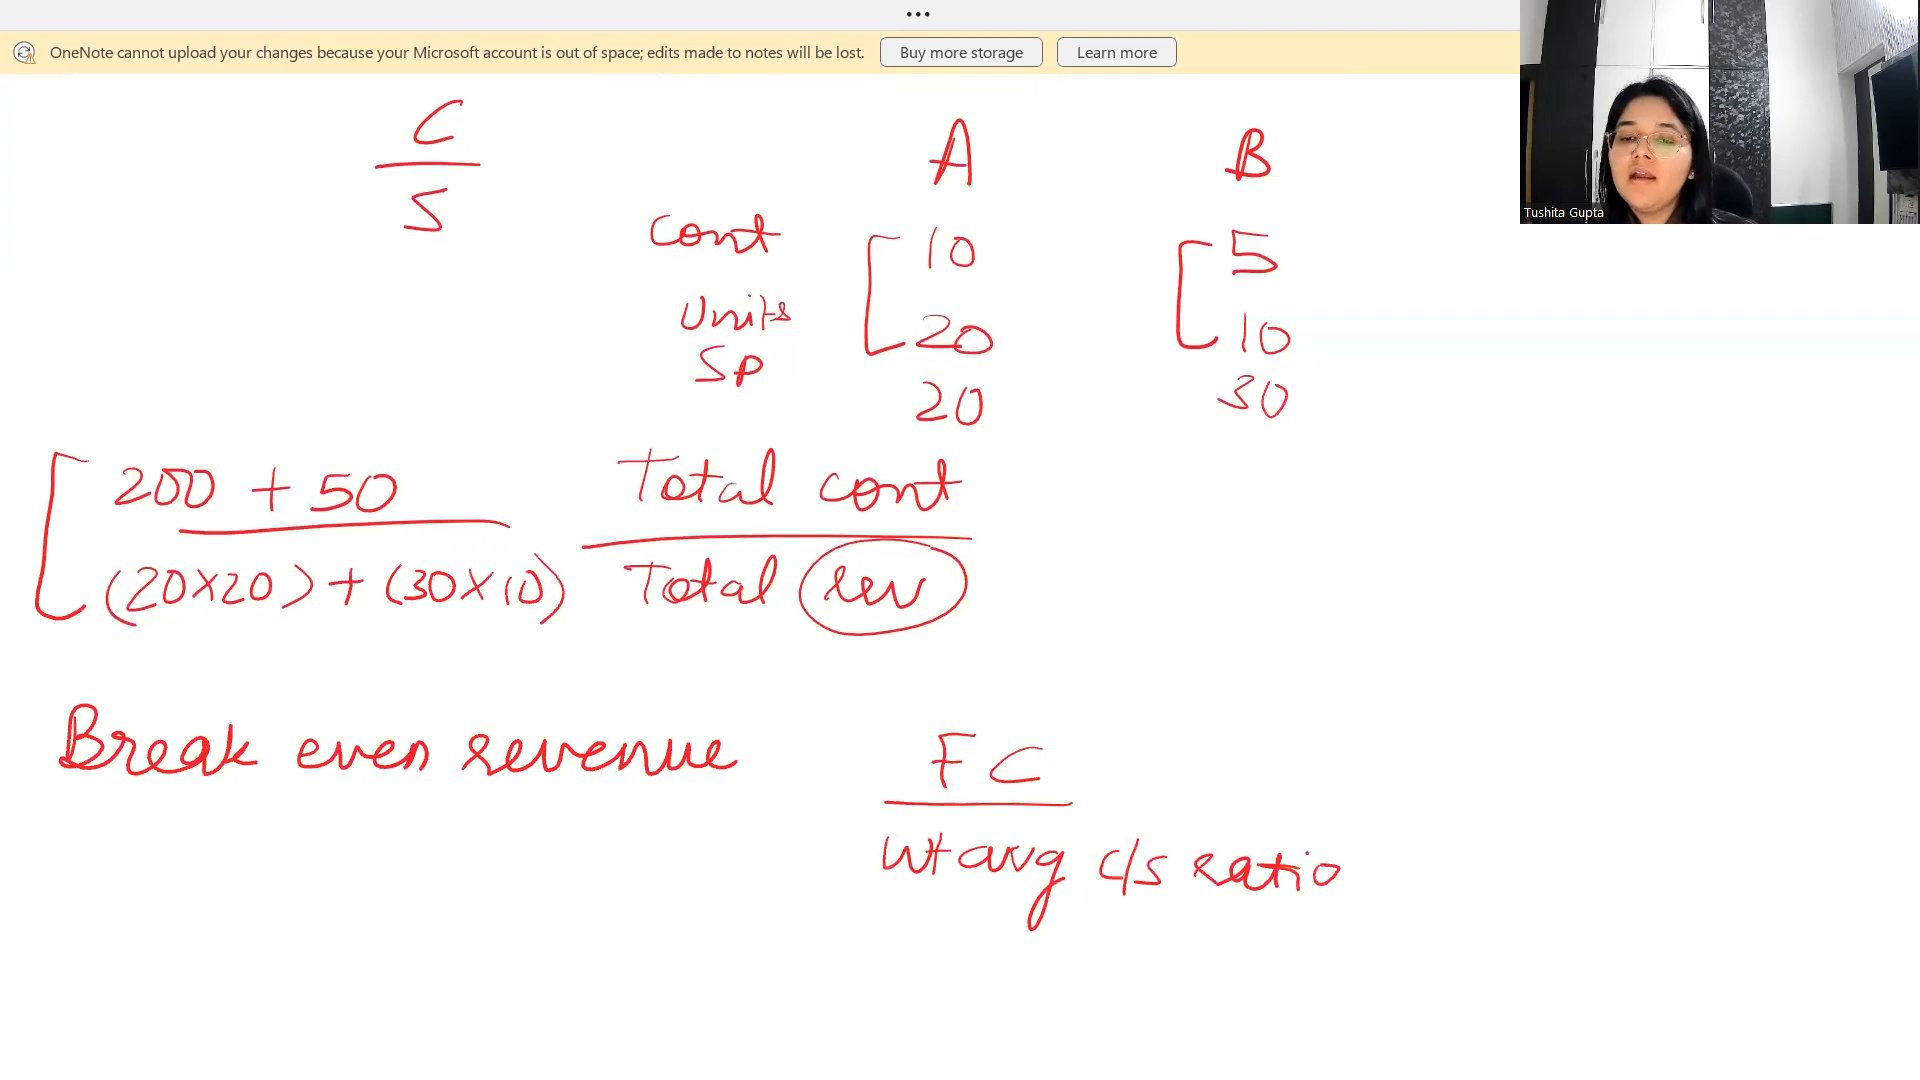 •••
OneNote cannot upload your changes because your Microsoft account is out of space; edits made to notes will be lost. Buy more storage Learn more
Tushita Gupta
C
S
A B
Cont 10 5
Units 20 10
SP 20 30
200 + 50
(20×20) + (30×10)
Total cont
Total rev
Break even revenue
FC
wt avg c/s ratio